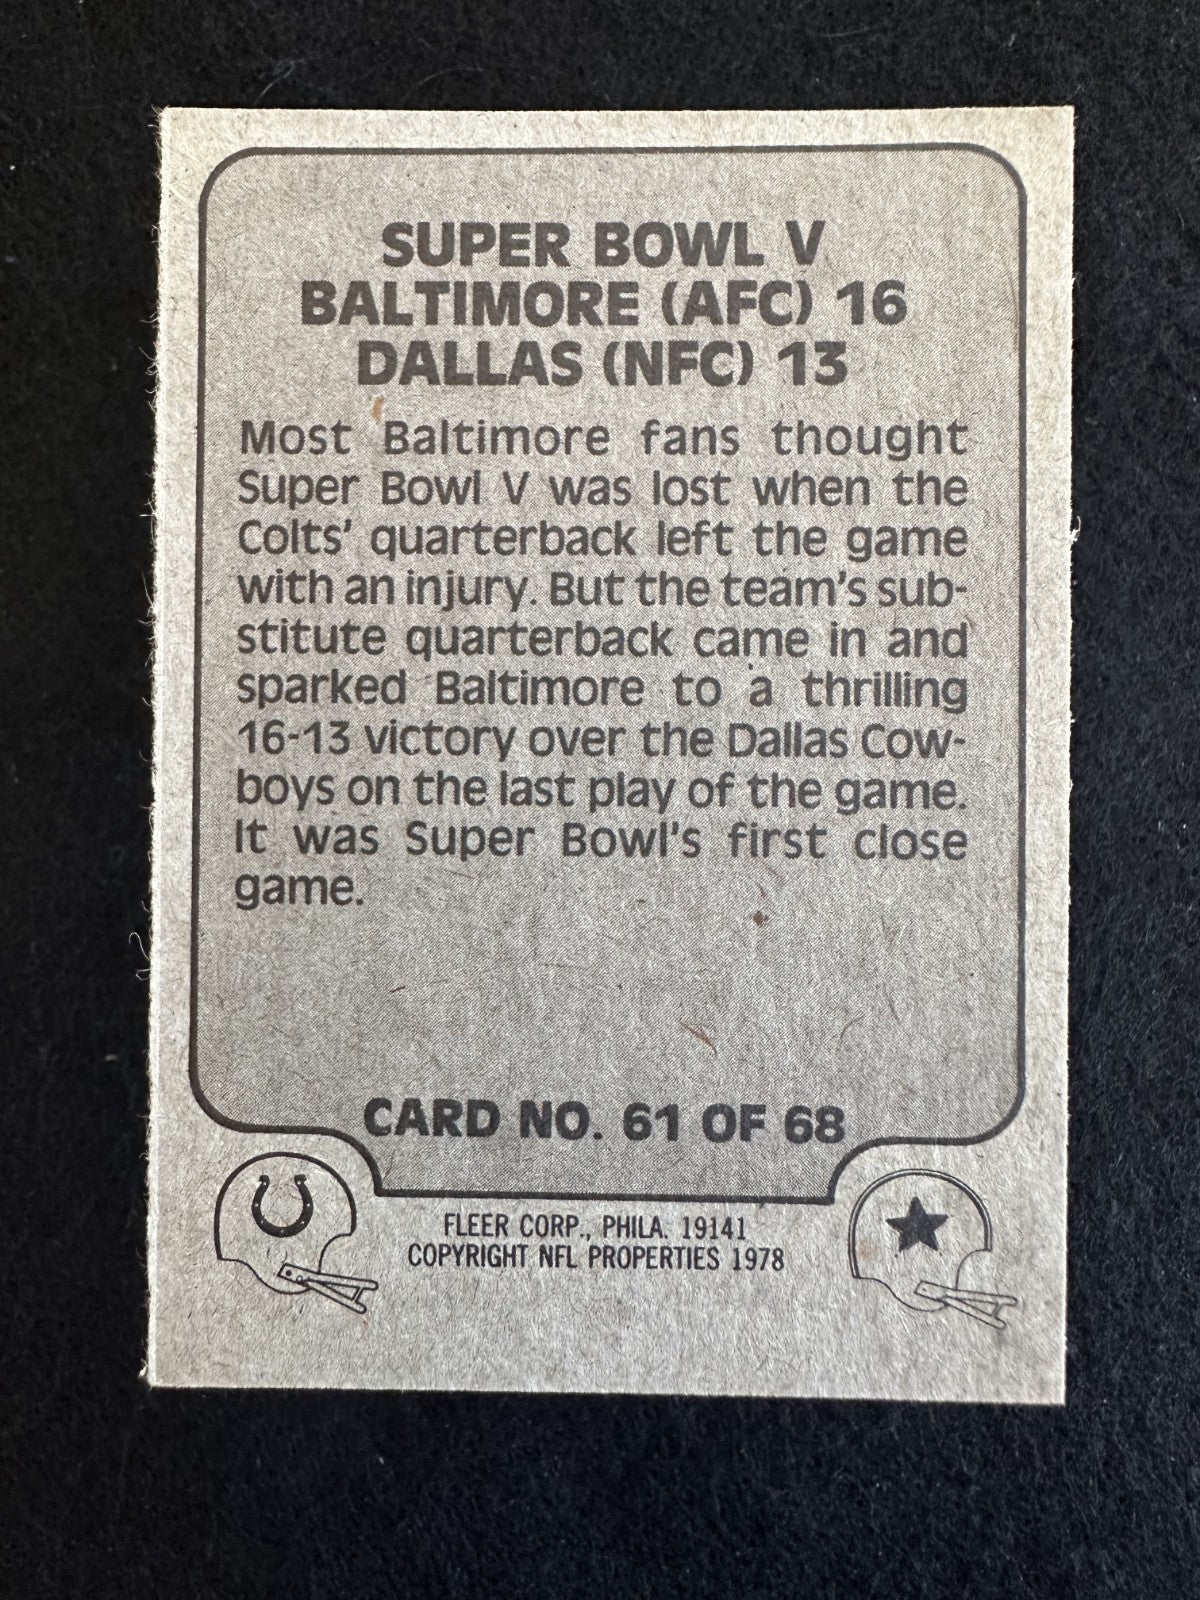 SUPER BOWL V
BALTIMORE (AFC) 16
DALLAS (NFC) 13
Most Baltimore fans thought
Super Bowl V was lost when the
Colts' quarterback left the game
with an injury. But the team's sub-
stitute quarterback came in and
sparked Baltimore to a thrilling
16-13 victory over the Dallas Cow-
boys on the last play of the game.
It was Super Bowl's first close
game.
CARD NO. 61 OF 68
FLEER CORP., PHILA. 19141
COPYRIGHT NFL PROPERTIES 1978